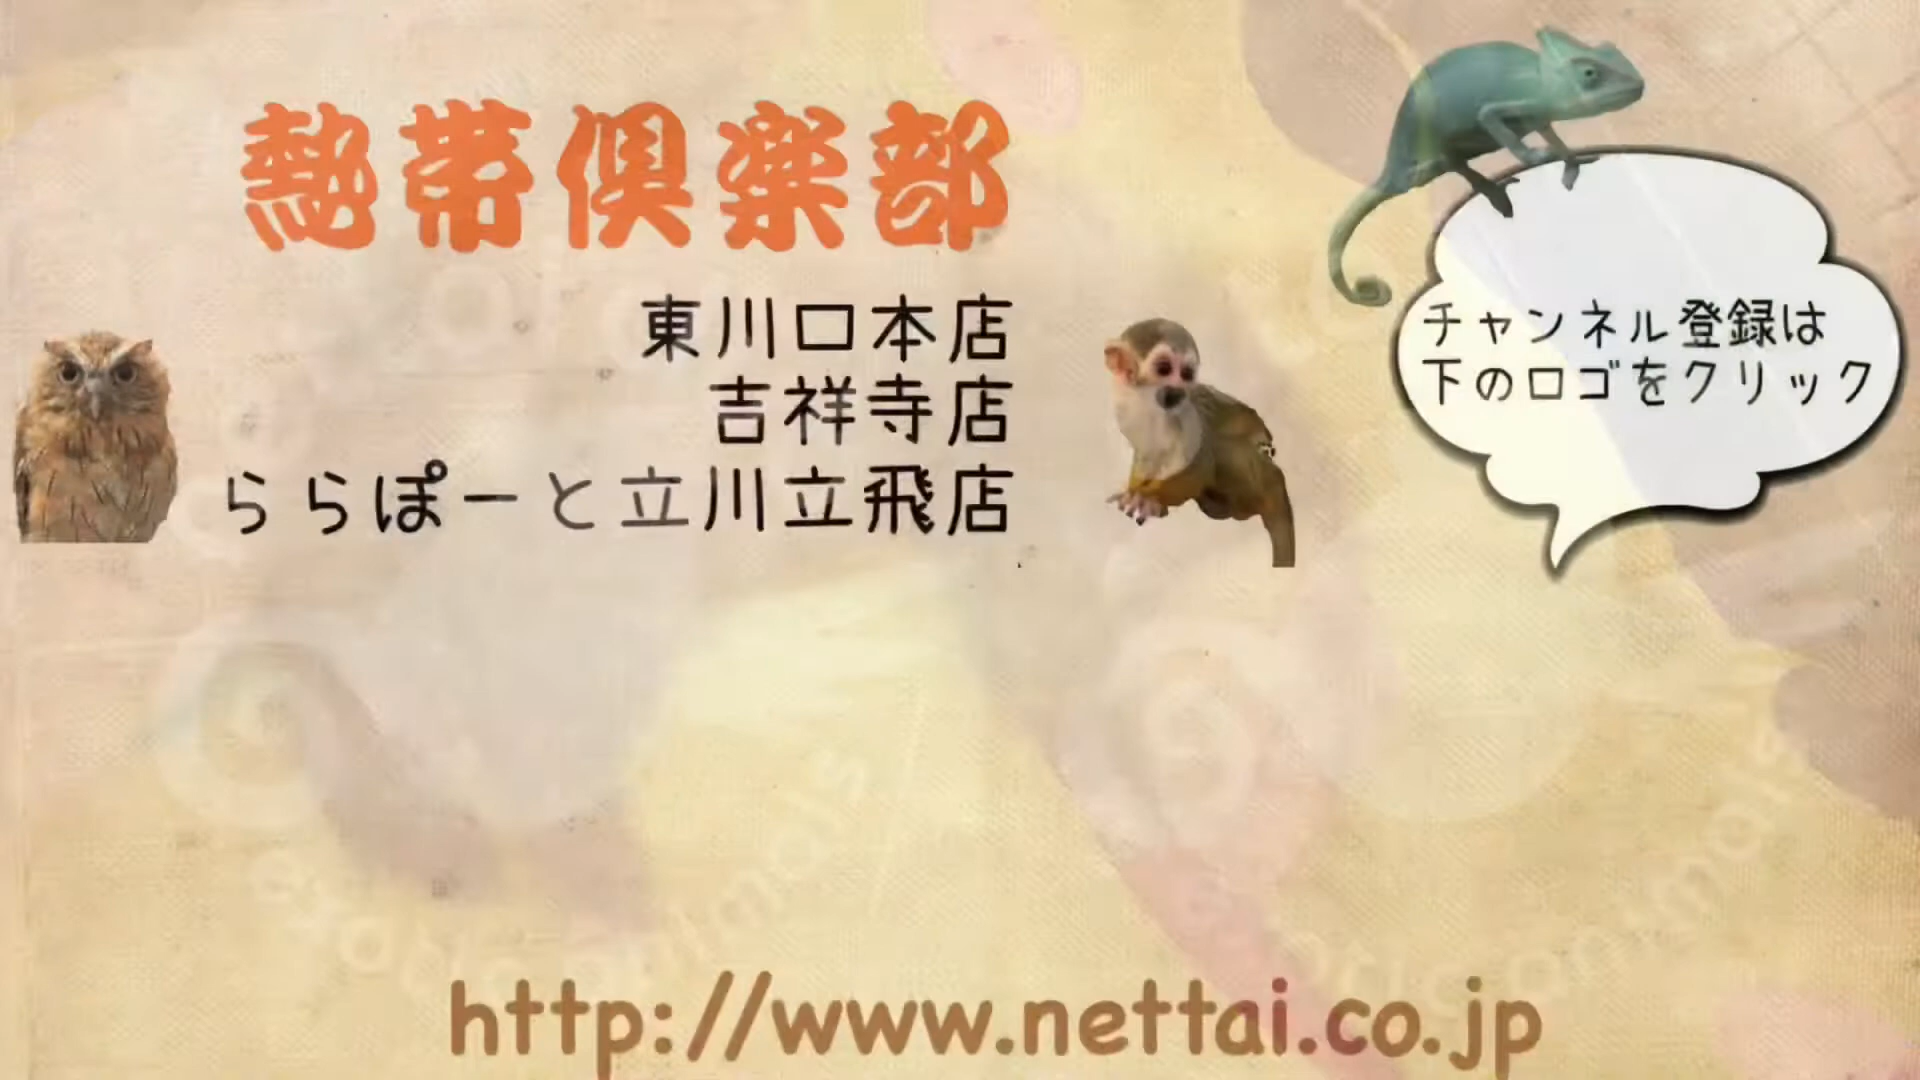 熱帯倶楽部
東川口本店
吉祥寺店
ららぽーと立川立飛店
チャンネル登録は
下のロゴをクリック
exotic animals
http://www.nettai.co.jp